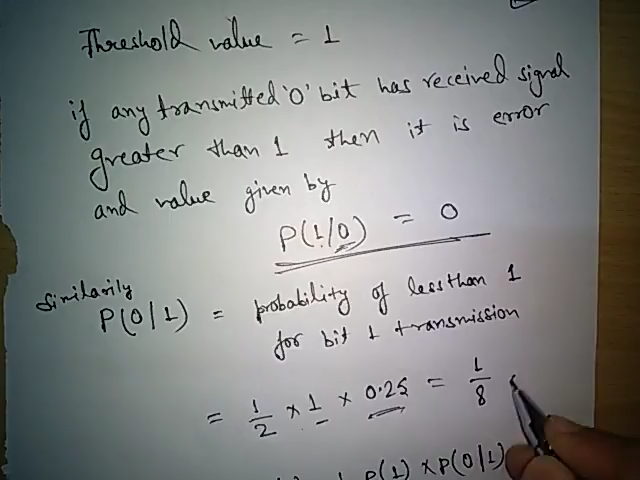 Threshold value = 1
if any transmitted '0' bit has received signal
greater than 1 then it is error
and value given by
P(1/0) = 0
Similarily
P(0/1) = probability of less than 1
for bit 1 transmission
= 1/2 × 1 × 0.25 = 1/8
P(1) × P(0/1)